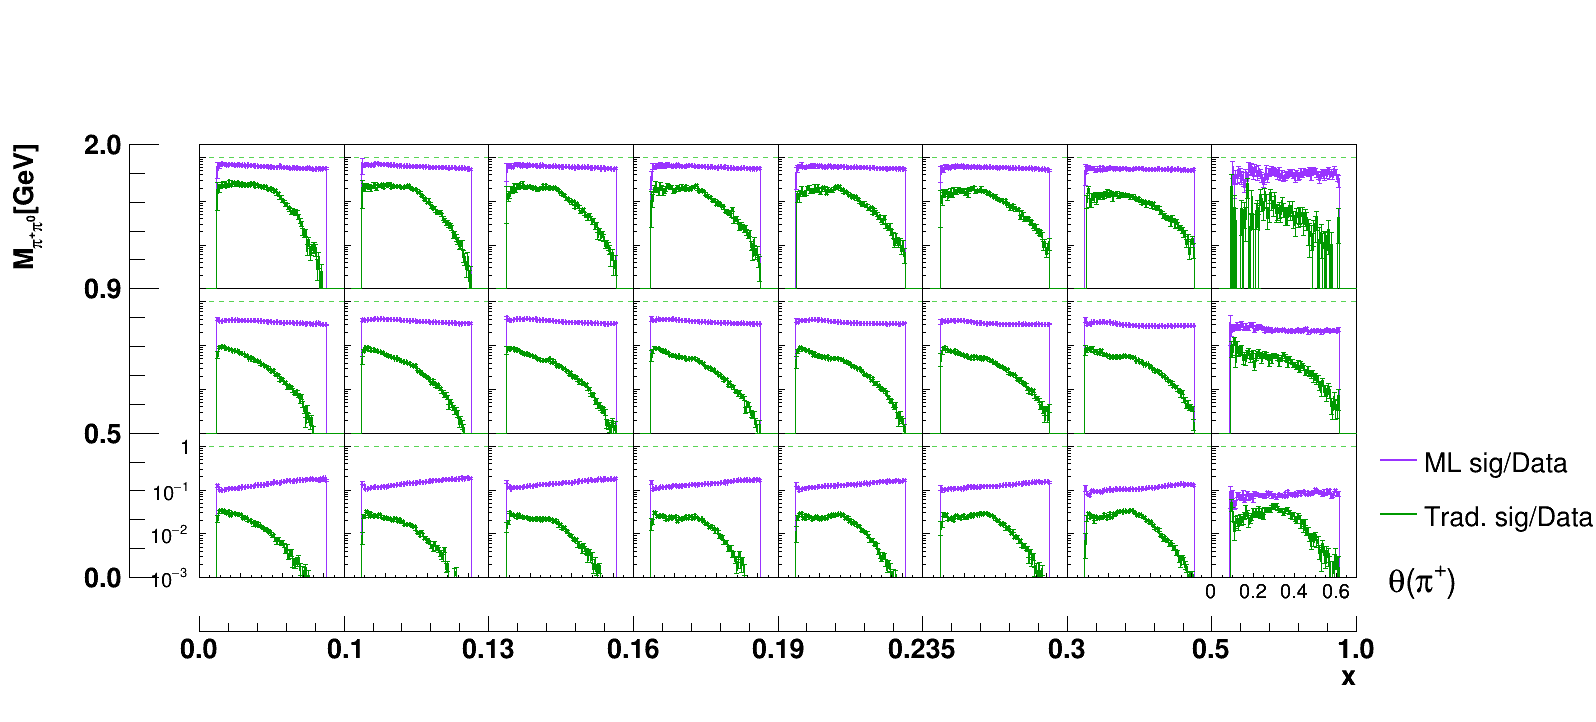 M_{π⁺π⁰}[GeV]
2.0
0.9
0.5
0.0
1
10⁻¹
10⁻²
10⁻³
ML sig/Data
Trad. sig/Data
0 0.2 0.4 0.6
θ(π⁺)
0.0 0.1 0.13 0.16 0.19 0.235 0.3 0.5 1.0
x